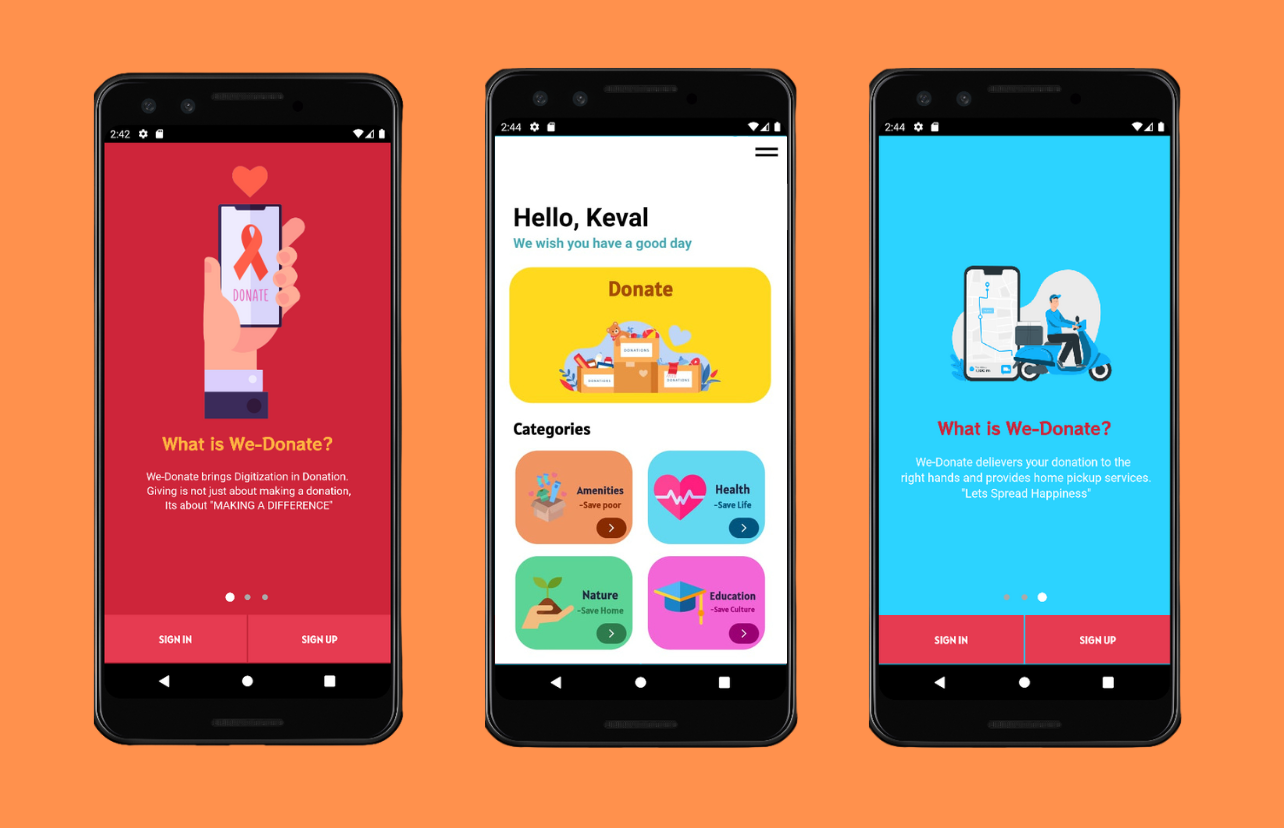 2:42
DONATE
What is We-Donate?
We-Donate brings Digitization in Donation.
Giving is not just about making a donation,
Its about "MAKING A DIFFERENCE"
SIGN IN
SIGN UP
2:44
Hello, Keval
We wish you have a good day
Donate
DONATIONS
DONATIONS
DONATIONS
Categories
Amenities
-Save poor
Health
-Save Life
Nature
-Save Home
Education
-Save Culture
2:44
What is We-Donate?
We-Donate delievers your donation to the
right hands and provides home pickup services.
"Lets Spread Happiness"
SIGN IN
SIGN UP